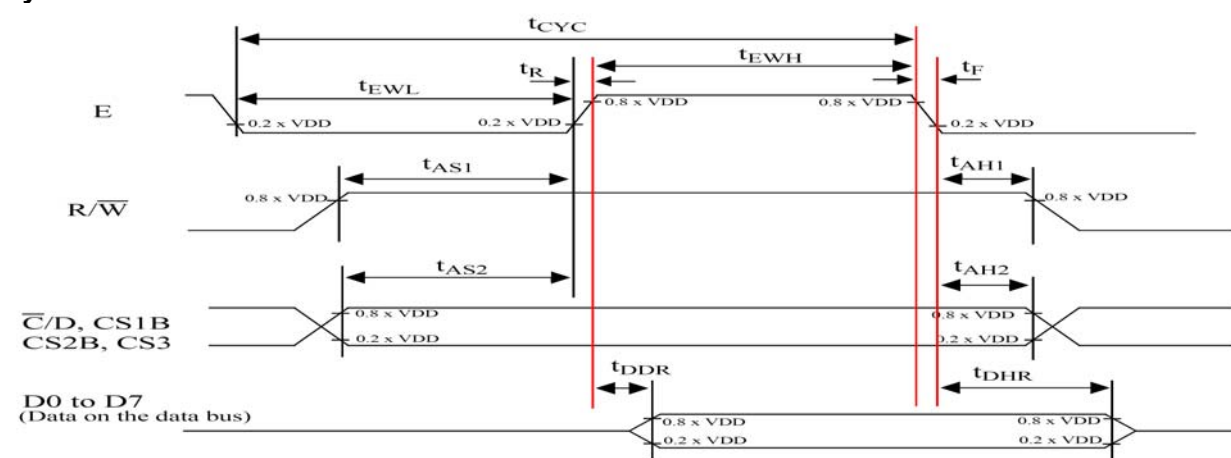 tCYC
tR
tEWH
tF
tEWL
E
0.8 x VDD
0.8 x VDD
0.2 x VDD
0.2 x VDD
0.2 x VDD
tAS1
tAH1
R/W̅
0.8 x VDD
0.8 x VDD
tAS2
tAH2
C̅/D, CS1B
CS2B, CS3
0.8 x VDD
0.8 x VDD
0.2 x VDD
0.2 x VDD
tDDR
tDHR
D0 to D7
(Data on the data bus)
0.8 x VDD
0.8 x VDD
0.2 x VDD
0.2 x VDD